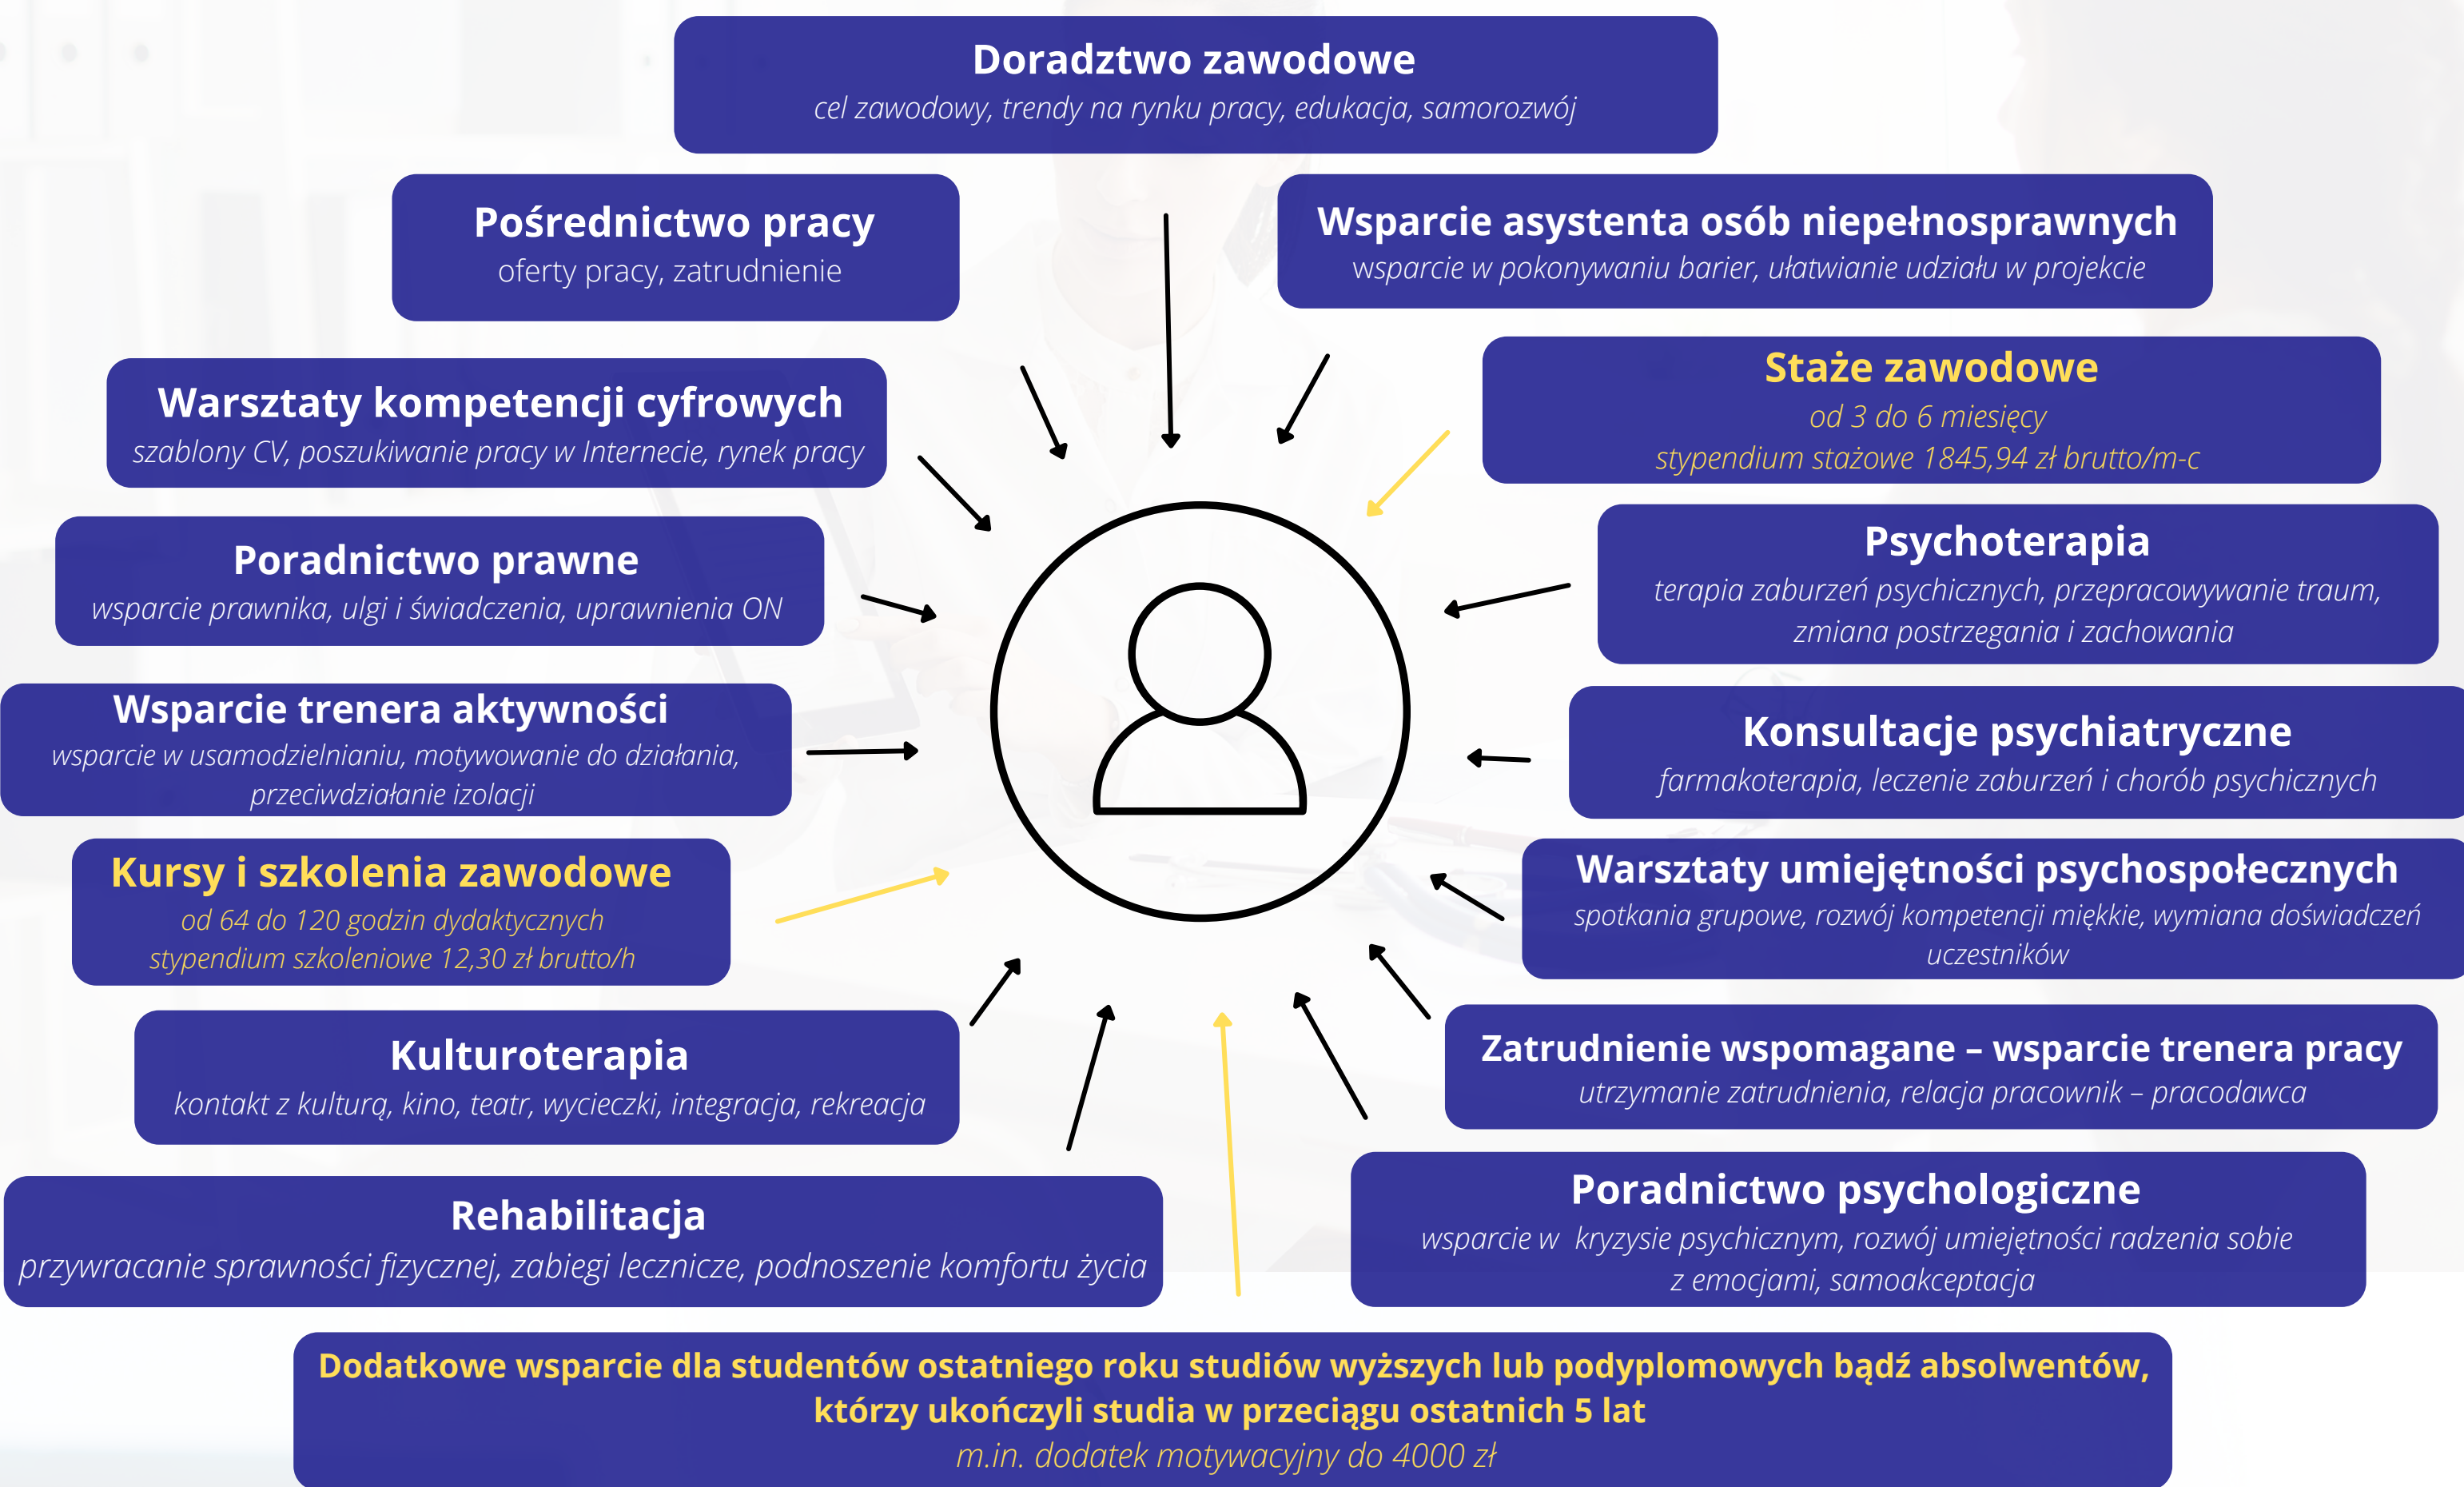 Doradztwo zawodowe
cel zawodowy, trendy na rynku pracy, edukacja, samorozwój
Pośrednictwo pracy
oferty pracy, zatrudnienie
Wsparcie asystenta osób niepełnosprawnych
wsparcie w pokonywaniu barier, ułatwianie udziału w projekcie
Warsztaty kompetencji cyfrowych
szablony CV, poszukiwanie pracy w Internecie, rynek pracy
Staże zawodowe
od 3 do 6 miesięcy
stypendium stażowe 1845,94 zł brutto/m-c
Poradnictwo prawne
wsparcie prawnika, ulgi i świadczenia, uprawnienia ON
Psychoterapia
terapia zaburzeń psychicznych, przepracowywanie traum,
zmiana postrzegania i zachowania
Wsparcie trenera aktywności
wsparcie w usamodzielnianiu, motywowanie do działania,
przeciwdziałanie izolacji
Konsultacje psychiatryczne
farmakoterapia, leczenie zaburzeń i chorób psychicznych
Kursy i szkolenia zawodowe
od 64 do 120 godzin dydaktycznych
stypendium szkoleniowe 12,30 zł brutto/h
Warsztaty umiejętności psychospołecznych
spotkania grupowe, rozwój kompetencji miękkie, wymiana doświadczeń
uczestników
Kulturoterapia
kontakt z kulturą, kino, teatr, wycieczki, integracja, rekreacja
Zatrudnienie wspomagane – wsparcie trenera pracy
utrzymanie zatrudnienia, relacja pracownik – pracodawca
Rehabilitacja
przywracanie sprawności fizycznej, zabiegi lecznicze, podnoszenie komfortu życia
Poradnictwo psychologiczne
wsparcie w kryzysie psychicznym, rozwój umiejętności radzenia sobie
z emocjami, samoakceptacja
Dodatkowe wsparcie dla studentów ostatniego roku studiów wyższych lub podyplomowych bądź absolwentów,
którzy ukończyli studia w przeciągu ostatnich 5 lat
m.in. dodatek motywacyjny do 4000 zł